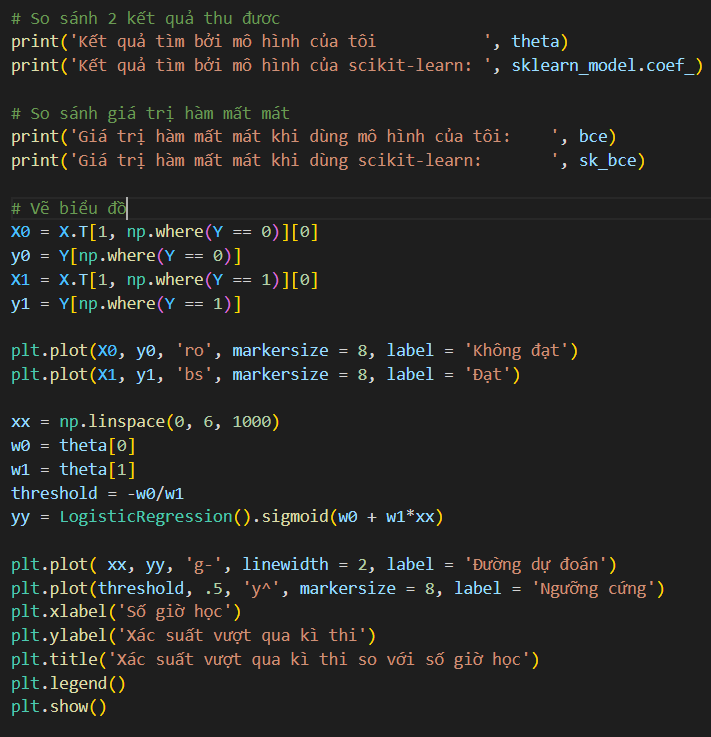 # So sánh 2 kết quả thu đươc
print('Kết quả tìm bởi mô hình của tôi           ', theta)
print('Kết quả tìm bởi mô hình của scikit-learn: ', sklearn_model.coef_)
# So sánh giá trị hàm mất mát
print('Giá trị hàm mất mát khi dùng mô hình của tôi:    ', bce)
print('Giá trị hàm mất mát khi dùng scikit-learn:       ', sk_bce)
# Vẽ biểu đồ
X0 = X.T[1, np.where(Y == 0)][0]
y0 = Y[np.where(Y == 0)]
X1 = X.T[1, np.where(Y == 1)][0]
y1 = Y[np.where(Y == 1)]
plt.plot(X0, y0, 'ro', markersize = 8, label = 'Không đạt')
plt.plot(X1, y1, 'bs', markersize = 8, label = 'Đạt')
xx = np.linspace(0, 6, 1000)
w0 = theta[0]
w1 = theta[1]
threshold = -w0/w1
yy = LogisticRegression().sigmoid(w0 + w1*xx)
plt.plot( xx, yy, 'g-', linewidth = 2, label = 'Đường dự đoán')
plt.plot(threshold, .5, 'y^', markersize = 8, label = 'Ngưỡng cứng')
plt.xlabel('Số giờ học')
plt.ylabel('Xác suất vượt qua kì thi')
plt.title('Xác suất vượt qua kì thi so với số giờ học')
plt.legend()
plt.show()